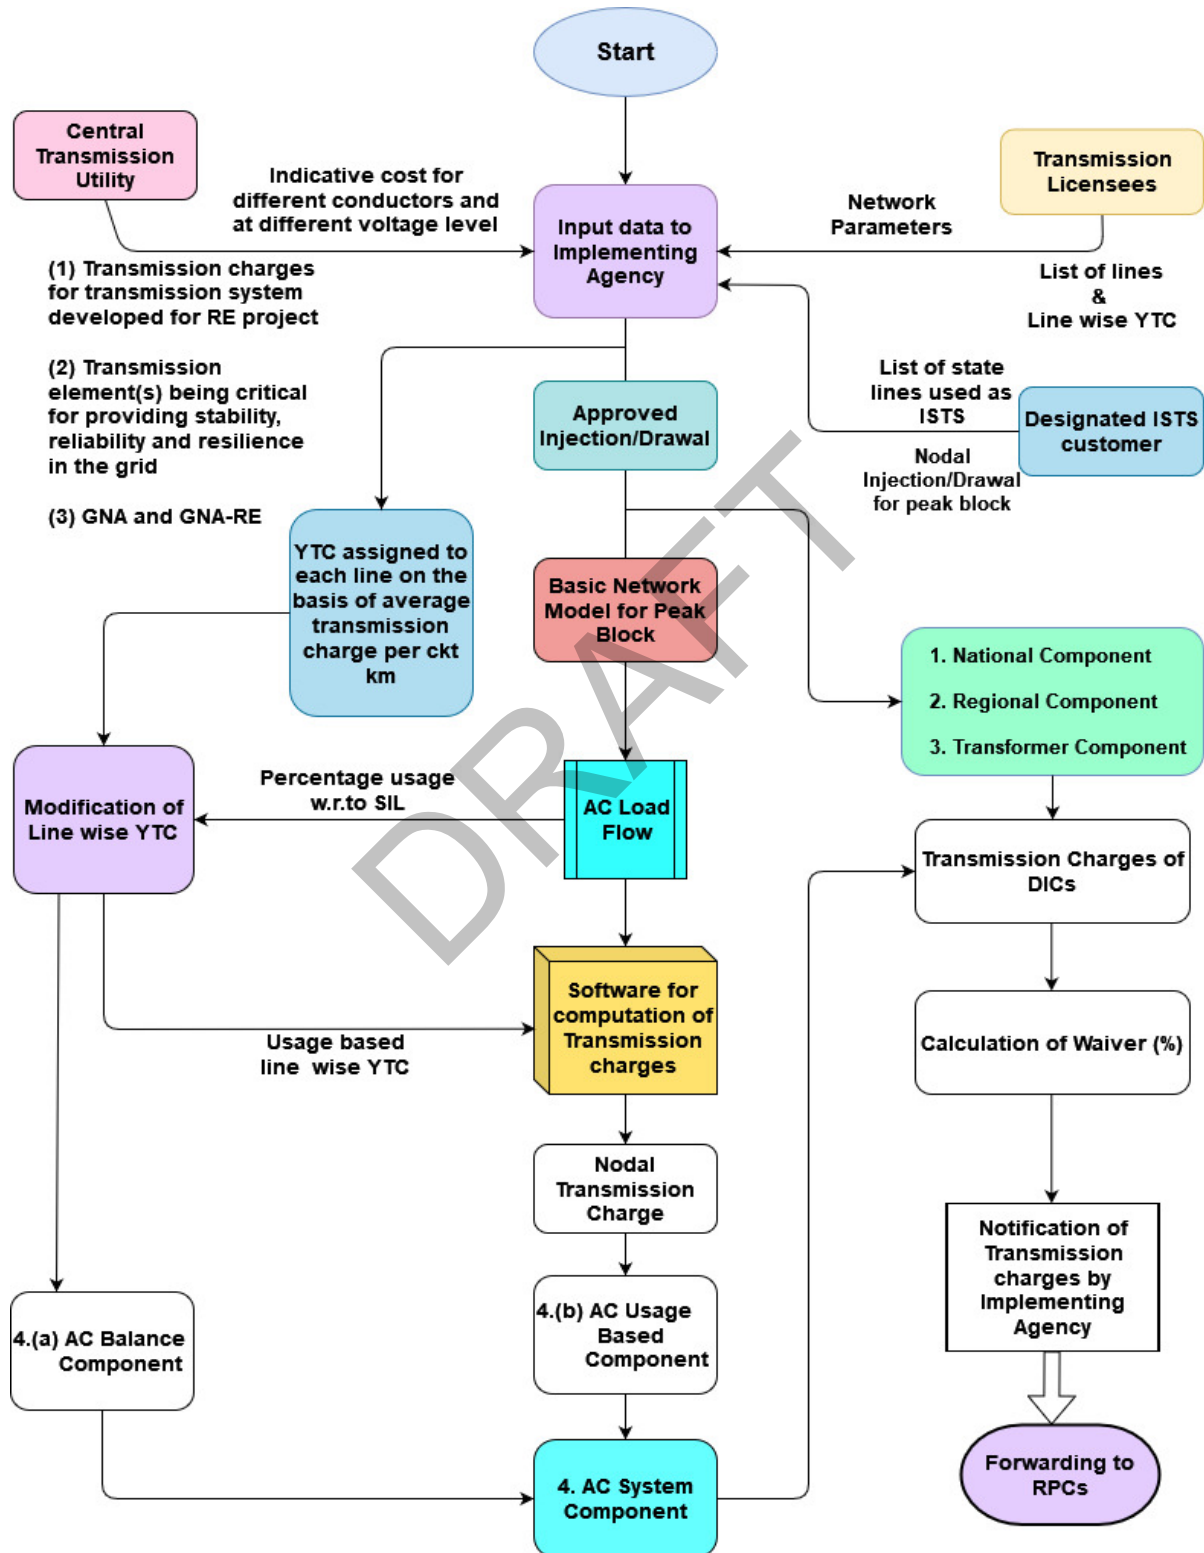 Start
Central
Transmission
Utility
Indicative cost for
different conductors and
at different voltage level
Input data to
Implementing
Agency
Network
Parameters
Transmission
Licensees
(1) Transmission charges
for transmission system
developed for RE project
(2) Transmission
element(s) being critical
for providing stability,
reliability and resilience
in the grid
(3) GNA and GNA-RE
List of lines
&
Line wise YTC
List of state
lines used as
ISTS
Designated ISTS
customer
Nodal
Injection/Drawal
for peak block
Approved
Injection/Drawal
YTC assigned to
each line on the
basis of average
transmission
charge per ckt
km
Basic Network
Model for Peak
Block
1. National Component
2. Regional Component
3. Transformer Component
Modification of
Line wise YTC
Percentage usage
w.r.to SIL
AC Load
Flow
Transmission Charges of
DICs
Software for
computation of
Transmission
charges
Usage based
line wise YTC
Calculation of Waiver (%)
Nodal
Transmission
Charge
Notification of
Transmission
charges by
Implementing
Agency
4.(a) AC Balance
Component
4.(b) AC Usage
Based
Component
4. AC System
Component
Forwarding to
RPCs
DRAFT